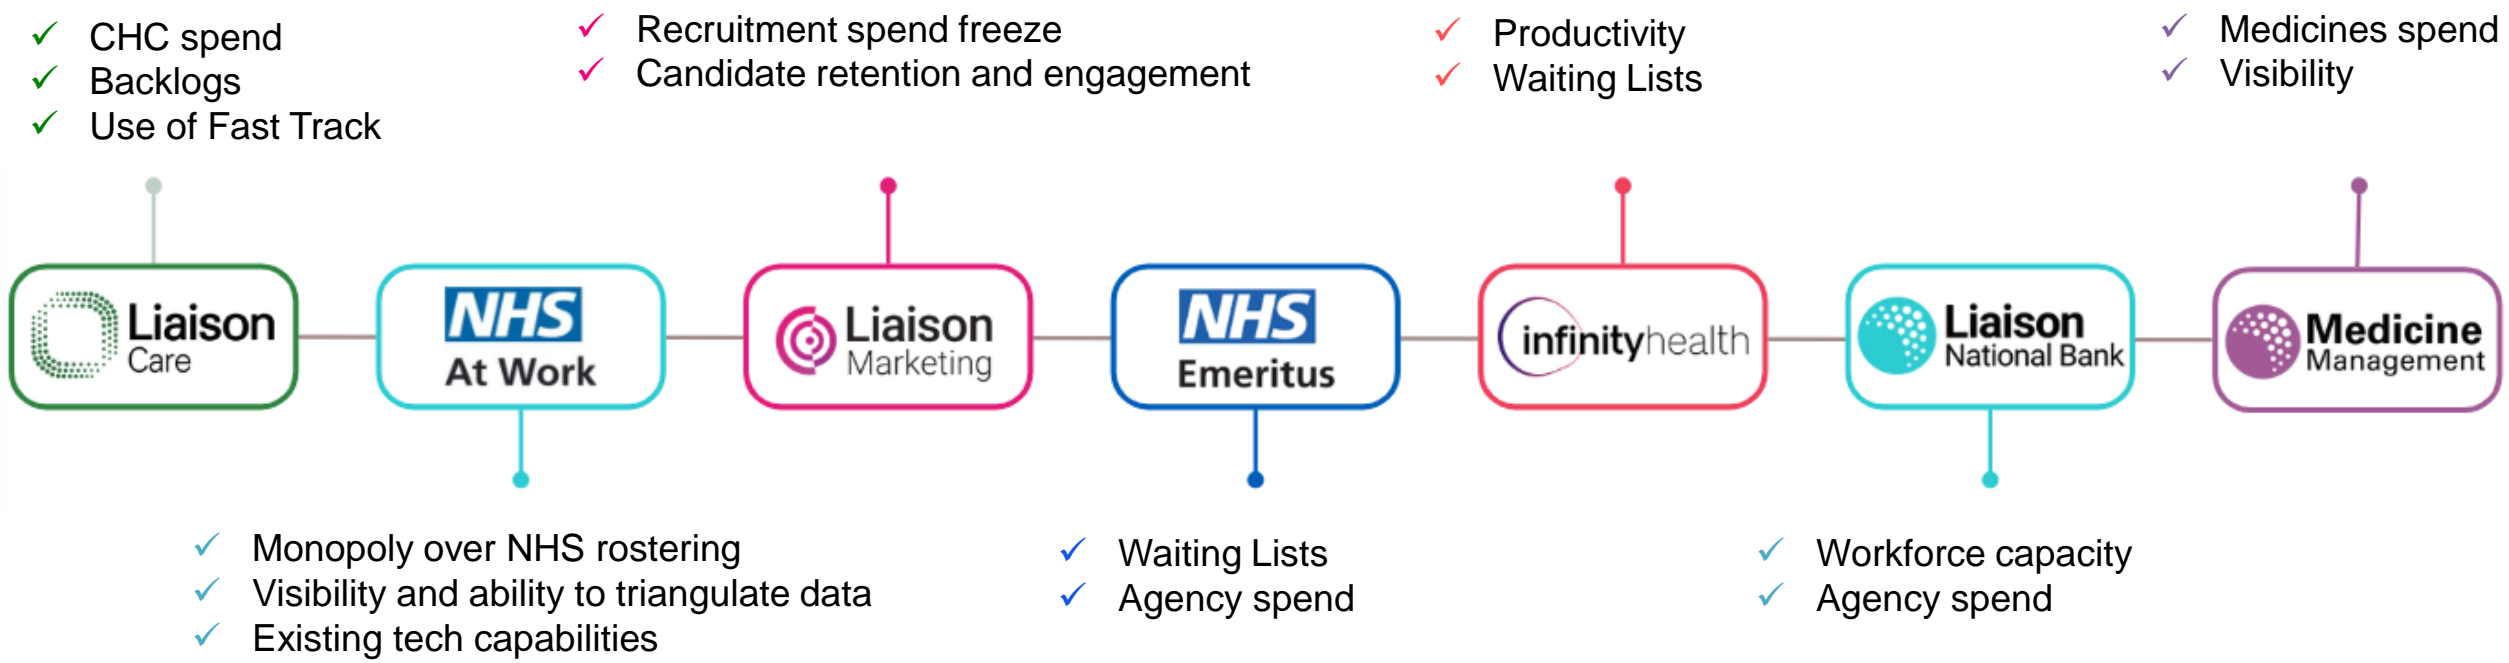 CHC spend
Backlogs
Use of Fast Track
Recruitment spend freeze
Candidate retention and engagement
Productivity
Waiting Lists
Medicines spend
Visibility
Liaison
Care
NHS
At Work
Liaison
Marketing
NHS
Emeritus
infinityhealth
Liaison
National Bank
Medicine
Management
Monopoly over NHS rostering
Visibility and ability to triangulate data
Existing tech capabilities
Waiting Lists
Agency spend
Workforce capacity
Agency spend